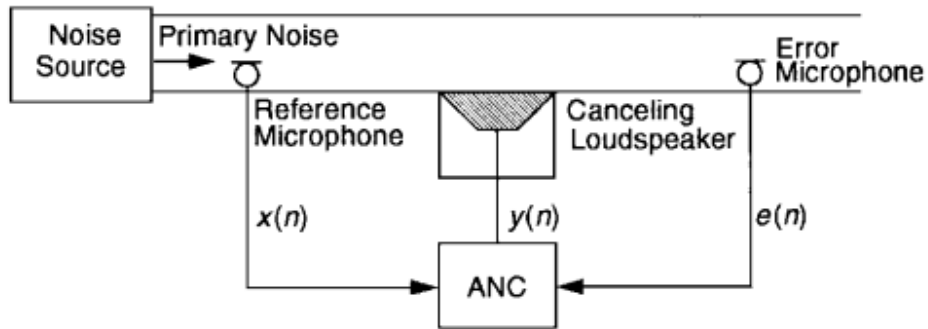 Noise
Source
Primary Noise
Reference
Microphone
Canceling
Loudspeaker
Error
Microphone
x(n)
y(n)
e(n)
ANC